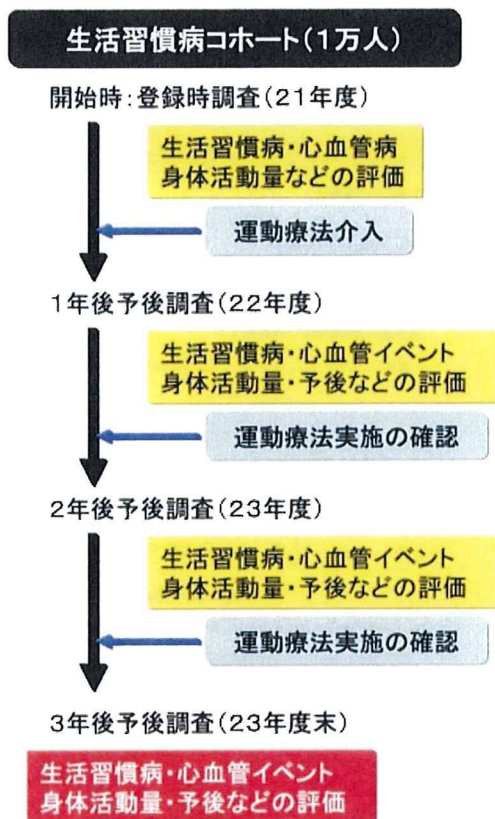 生活習慣病コホート(1万人)
開始時:登録時調査(21年度)
生活習慣病・心血管病
身体活動量などの評価
運動療法介入
1年後予後調査(22年度)
生活習慣病・心血管イベント
身体活動量・予後などの評価
運動療法実施の確認
2年後予後調査(23年度)
生活習慣病・心血管イベント
身体活動量・予後などの評価
運動療法実施の確認
3年後予後調査(23年度末)
生活習慣病・心血管イベント
身体活動量・予後などの評価